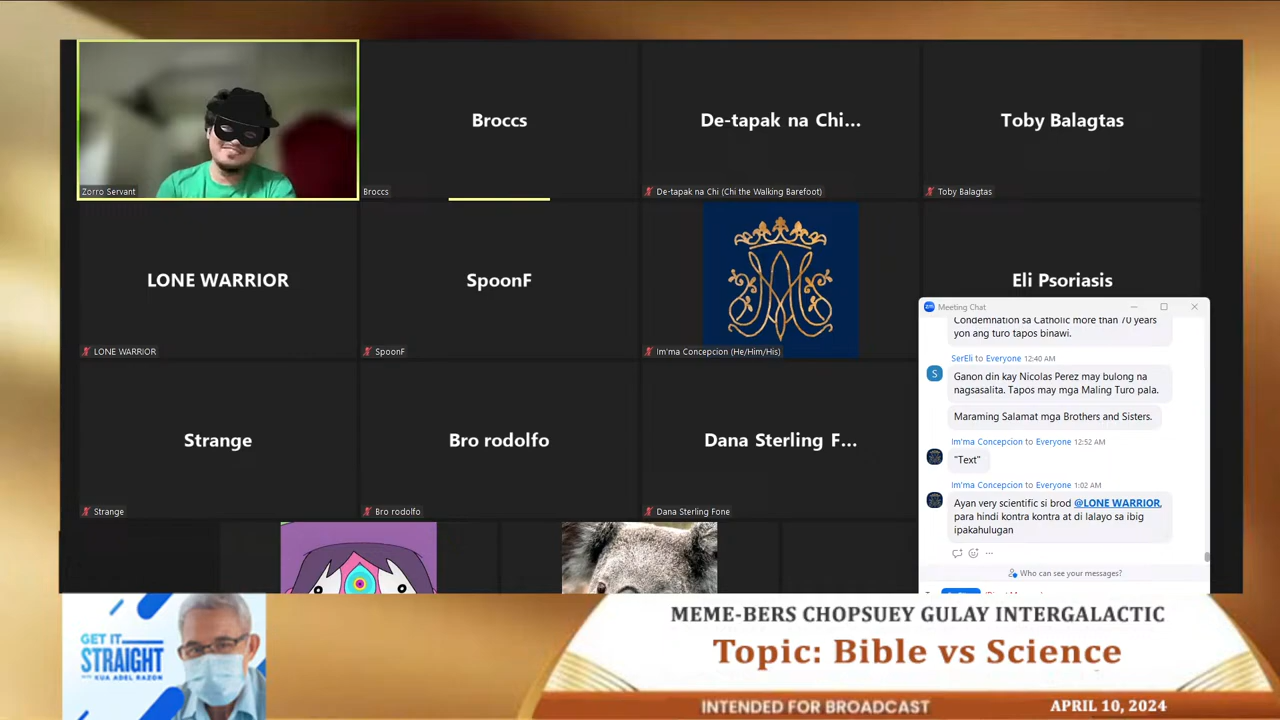 Zorro Servant
Broccs
Broccs
De-tapak na Chi...
De-tapak na Chi (Chi the Walking Barefoot)
Toby Balagtas
Toby Balagtas
LONE WARRIOR
LONE WARRIOR
SpoonF
SpoonF
Im'ma Concepcion (He/Him/His)
Eli Psoriasis
Strange
Strange
Bro rodolfo
Bro rodolfo
Dana Sterling F...
Dana Sterling Fone
Meeting Chat
Condemnation sa Catholic more than 70 years
yon ang turo tapos binawi.
SerEli to Everyone 12:40 AM
S
Ganon din kay Nicolas Perez may bulong na
nagsasalita. Tapos may mga Maling Turo pala.
Maraming Salamat mga Brothers and Sisters.
Im'ma Concepcion to Everyone 12:52 AM
"Text"
Im'ma Concepcion to Everyone 1:02 AM
Ayan very scientific si brod @LONE WARRIOR,
para hindi kontra kontra at di lalayo sa ibig
ipakahulugan
Who can see your messages?
GET IT
STRAIGHT
WITH KUA ADEL RAZON
MEME-BERS CHOPSUEY GULAY INTERGALACTIC
Topic: Bible vs Science
INTENDED FOR BROADCAST
APRIL 10, 2024